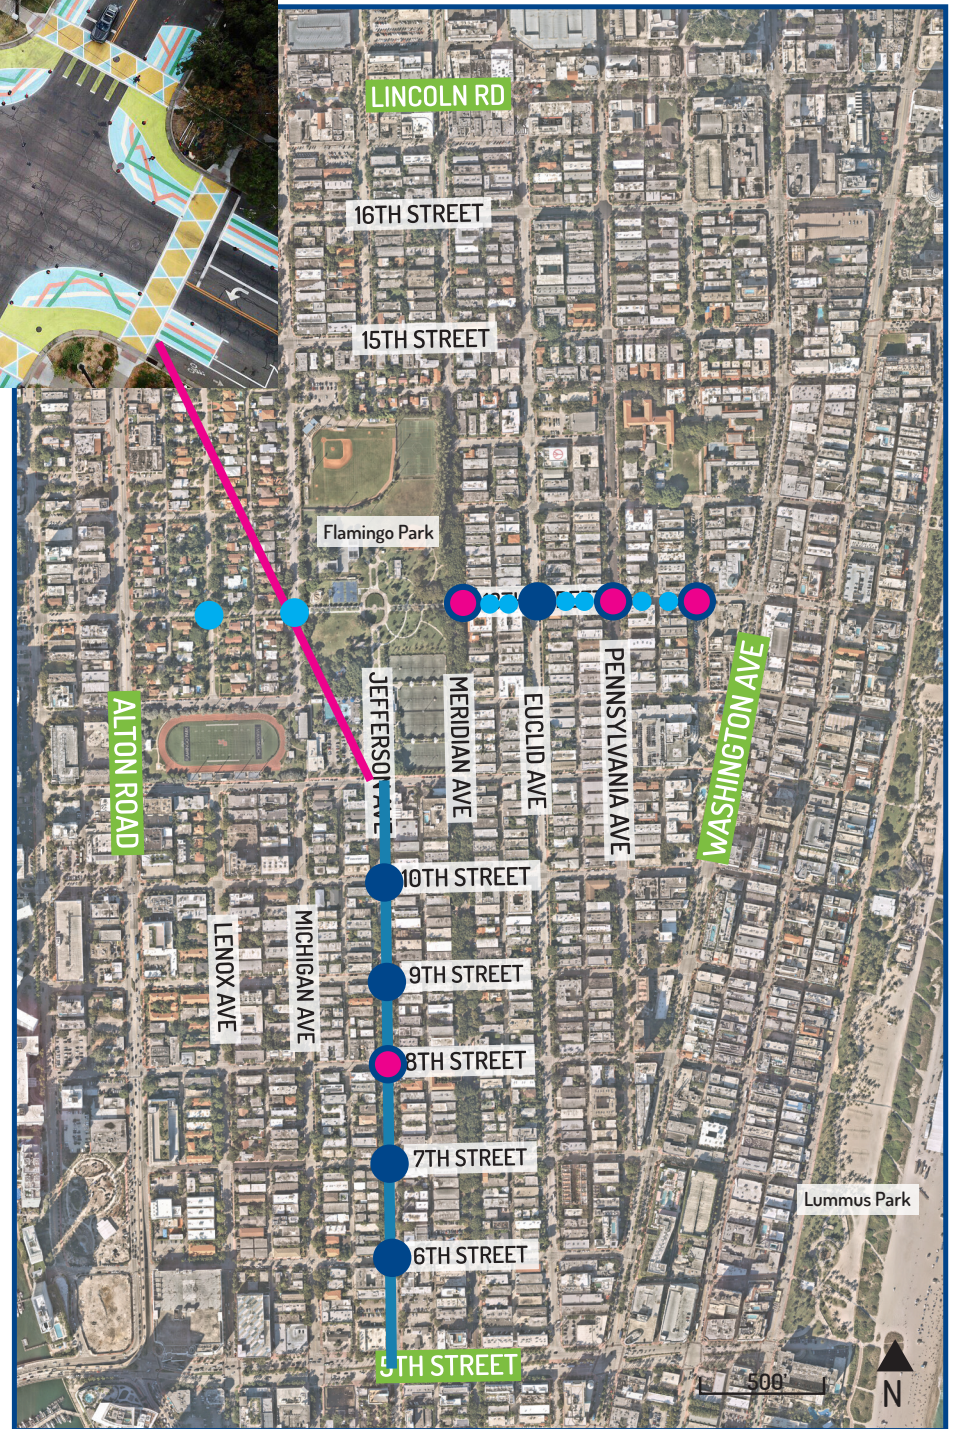 LINCOLN RD
16TH STREET
15TH STREET
Flamingo Park
JEFFERSON AVE
MERIDIAN AVE
EUCLID AVE
PENNSYLVANIA AVE
WASHINGTON AVE
ALTON ROAD
10TH STREET
LENOX AVE
MICHIGAN AVE
9TH STREET
8TH STREET
7TH STREET
Lummus Park
6TH STREET
5TH STREET
500'
N